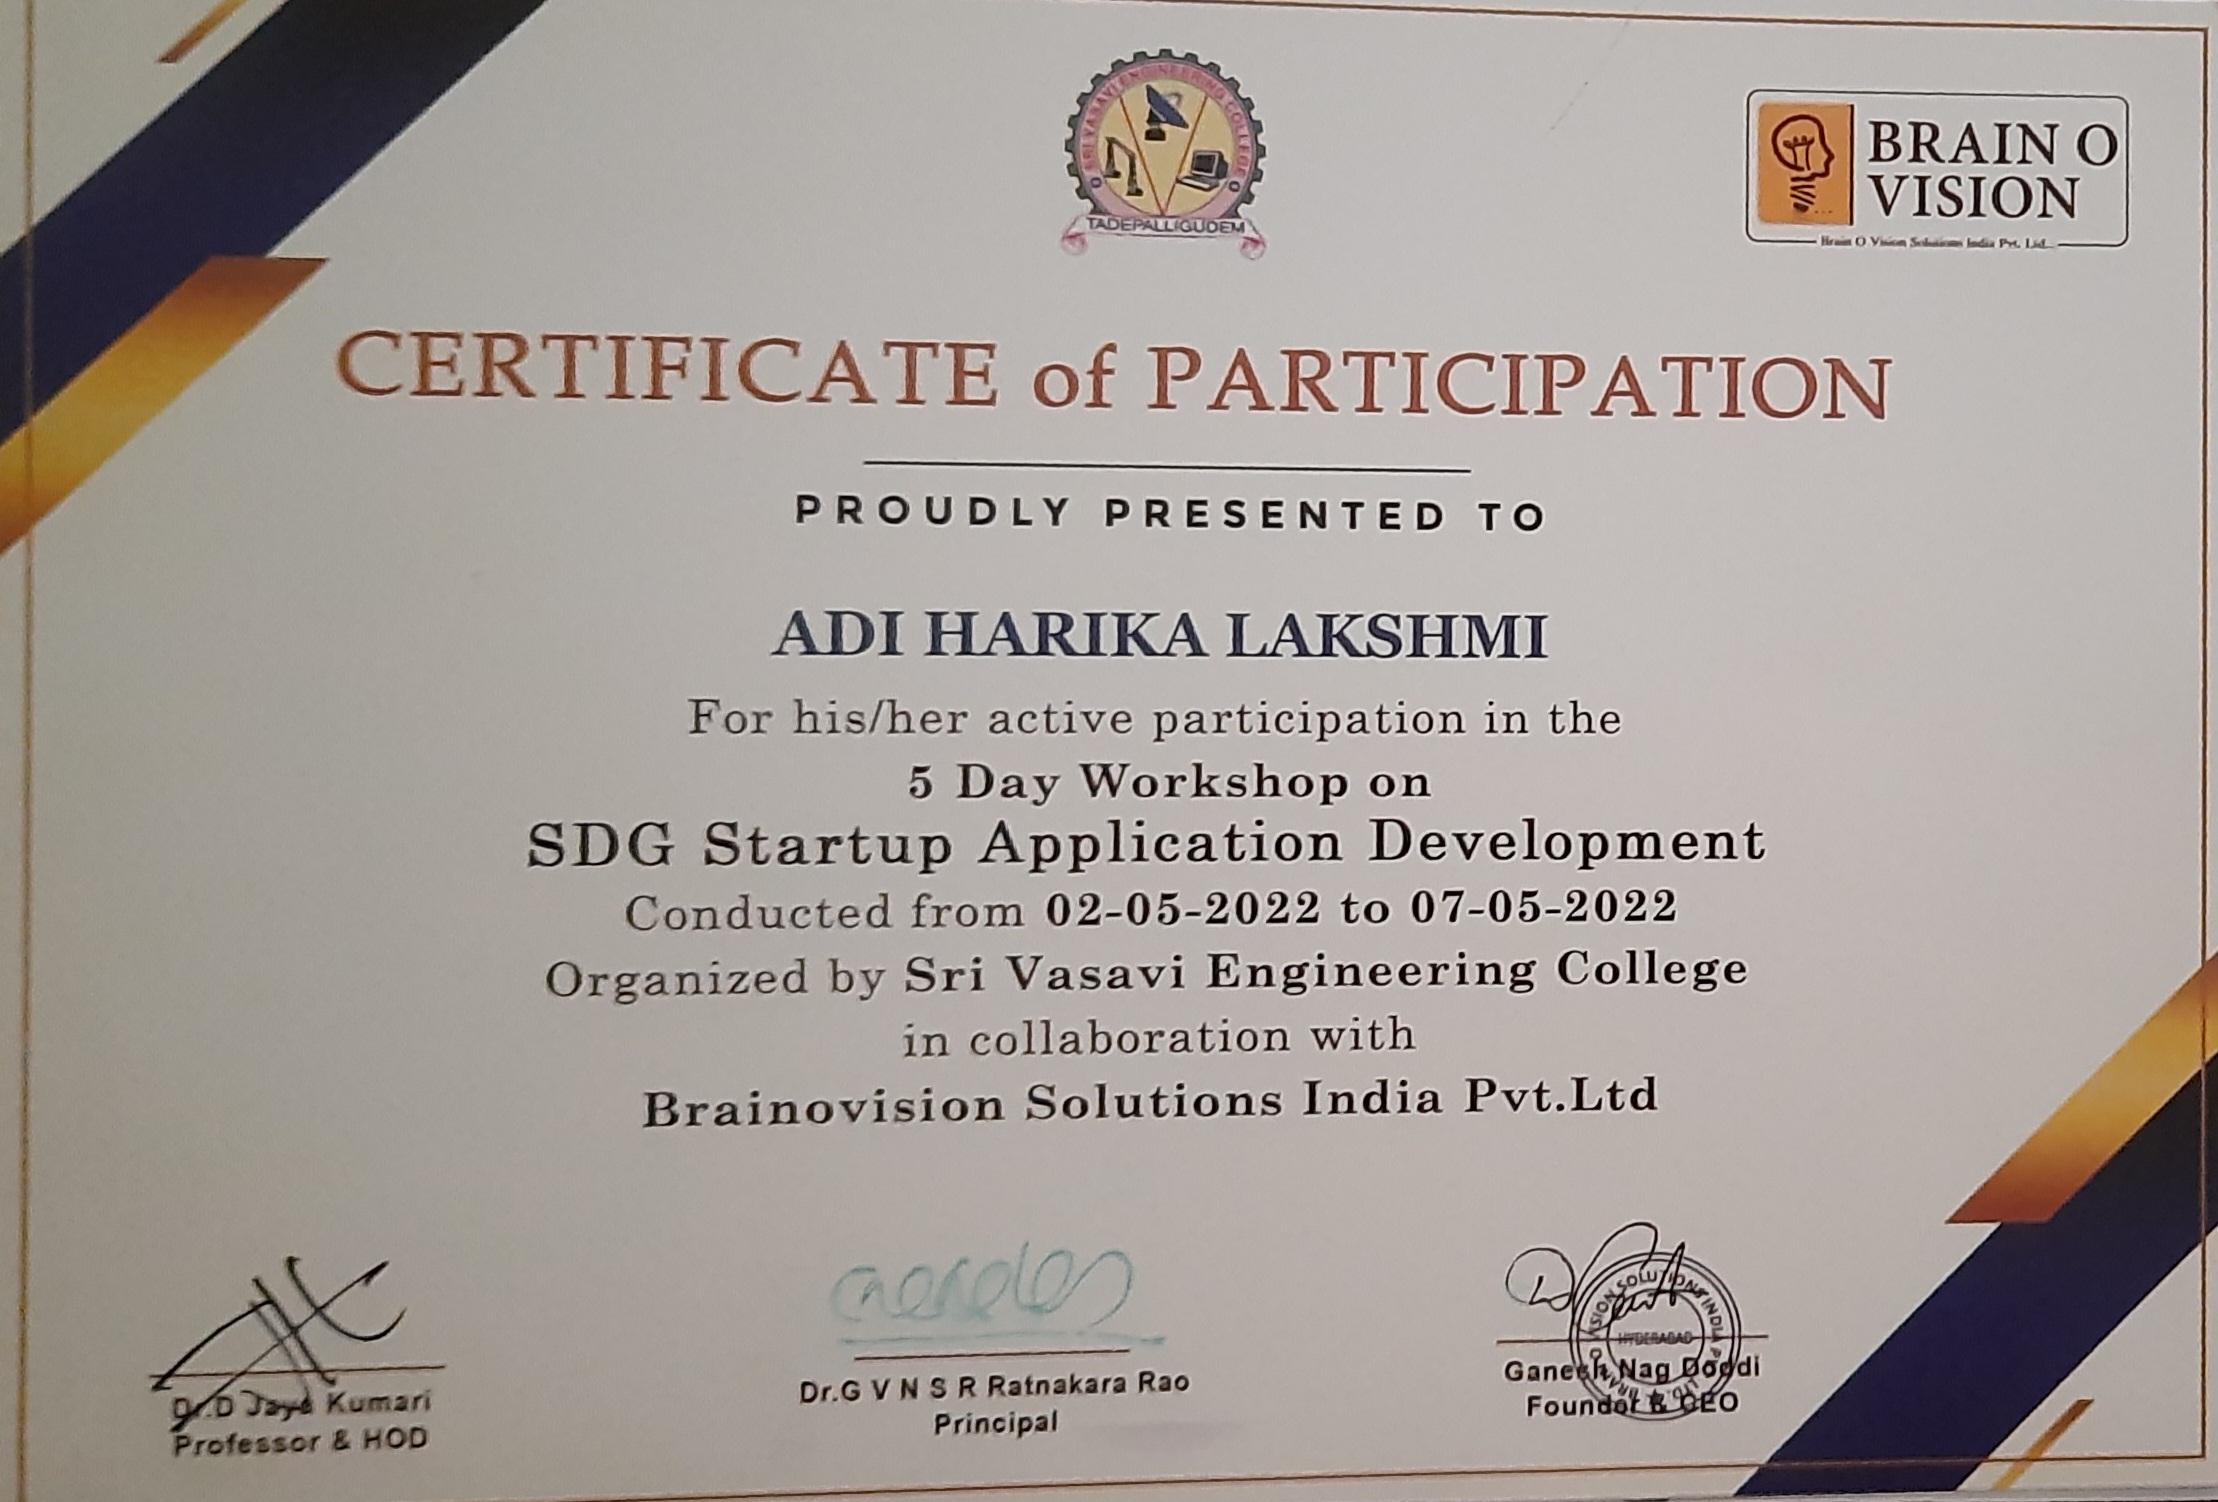 SRI VASAVI ENGINEERING COLLEGE
TADEPALLIGUDEM
BRAIN O
VISION
Brain O Vision Solutions India Pvt. Ltd.
CERTIFICATE of PARTICIPATION
PROUDLY PRESENTED TO
ADI HARIKA LAKSHMI
For his/her active participation in the
5 Day Workshop on
SDG Startup Application Development
Conducted from 02-05-2022 to 07-05-2022
Organized by Sri Vasavi Engineering College
in collaboration with
Brainovision Solutions India Pvt.Ltd
Dr.D Jaya Kumari
Professor & HOD
Dr.G V N S R Ratnakara Rao
Principal
BRAIN O VISION SOLUTIONS INDIA PVT. LTD.
HYDERABAD
Ganesh Nag Doddi
Founder & CEO